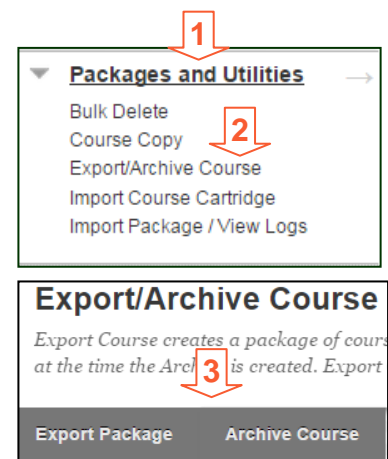 1
Packages and Utilities
Bulk Delete
2
Course Copy
Export/Archive Course
Import Course Cartridge
Import Package / View Logs
Export/Archive Course
Export Course creates a package of cours
at the time the Arc 3 is created. Export
Export Package Archive Course